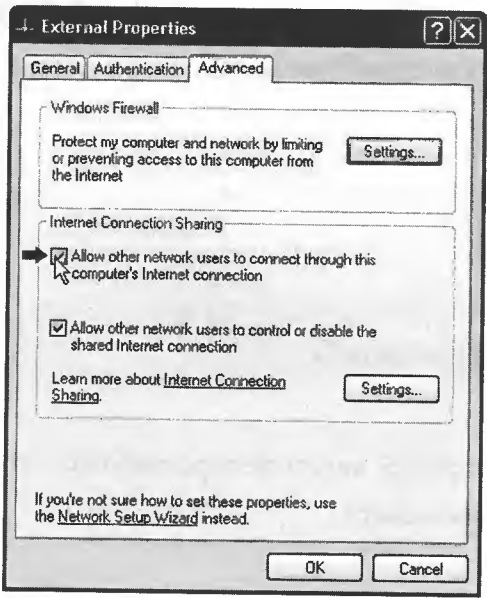 External Properties
General Authentication Advanced
Windows Firewall
Protect my computer and network by limiting
or preventing access to this computer from
the Internet
Settings...
Internet Connection Sharing
Allow other network users to connect through this
computer's Internet connection
Allow other network users to control or disable the
shared Internet connection
Learn more about Internet Connection
Sharing.
Settings...
If you're not sure how to set these properties, use
the Network Setup Wizard instead.
OK Cancel